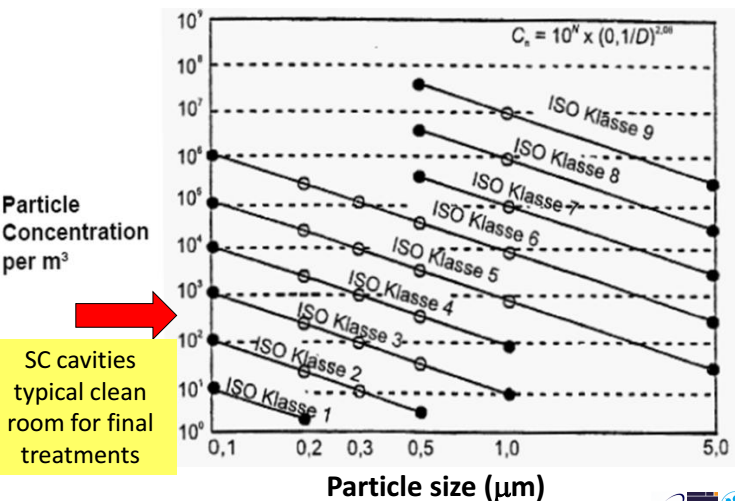 10⁹
Cₙ = 10ᴺ x (0,1/D)²,⁰⁸
10⁸
10⁷
10⁶
10⁵
10⁴
10³
10²
10¹
10⁰
ISO Klasse 9
ISO Klasse 8
ISO Klasse 7
ISO Klasse 6
ISO Klasse 5
ISO Klasse 4
ISO Klasse 3
ISO Klasse 2
ISO Klasse 1
Particle
Concentration
per m³
SC cavities
typical clean
room for final
treatments
0,1 0,2 0,3 0,5 1,0 5,0
Particle size (μm)